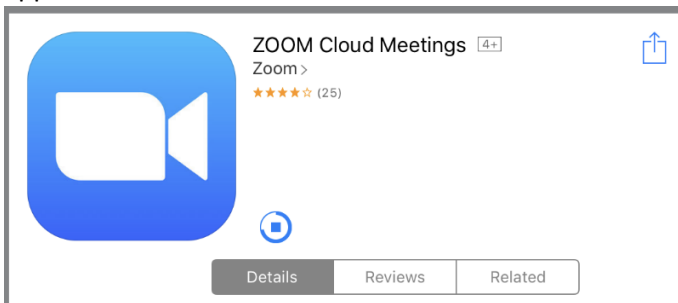 ZOOM Cloud Meetings 4+
Zoom >
★★★★☆ (25)
Details Reviews Related